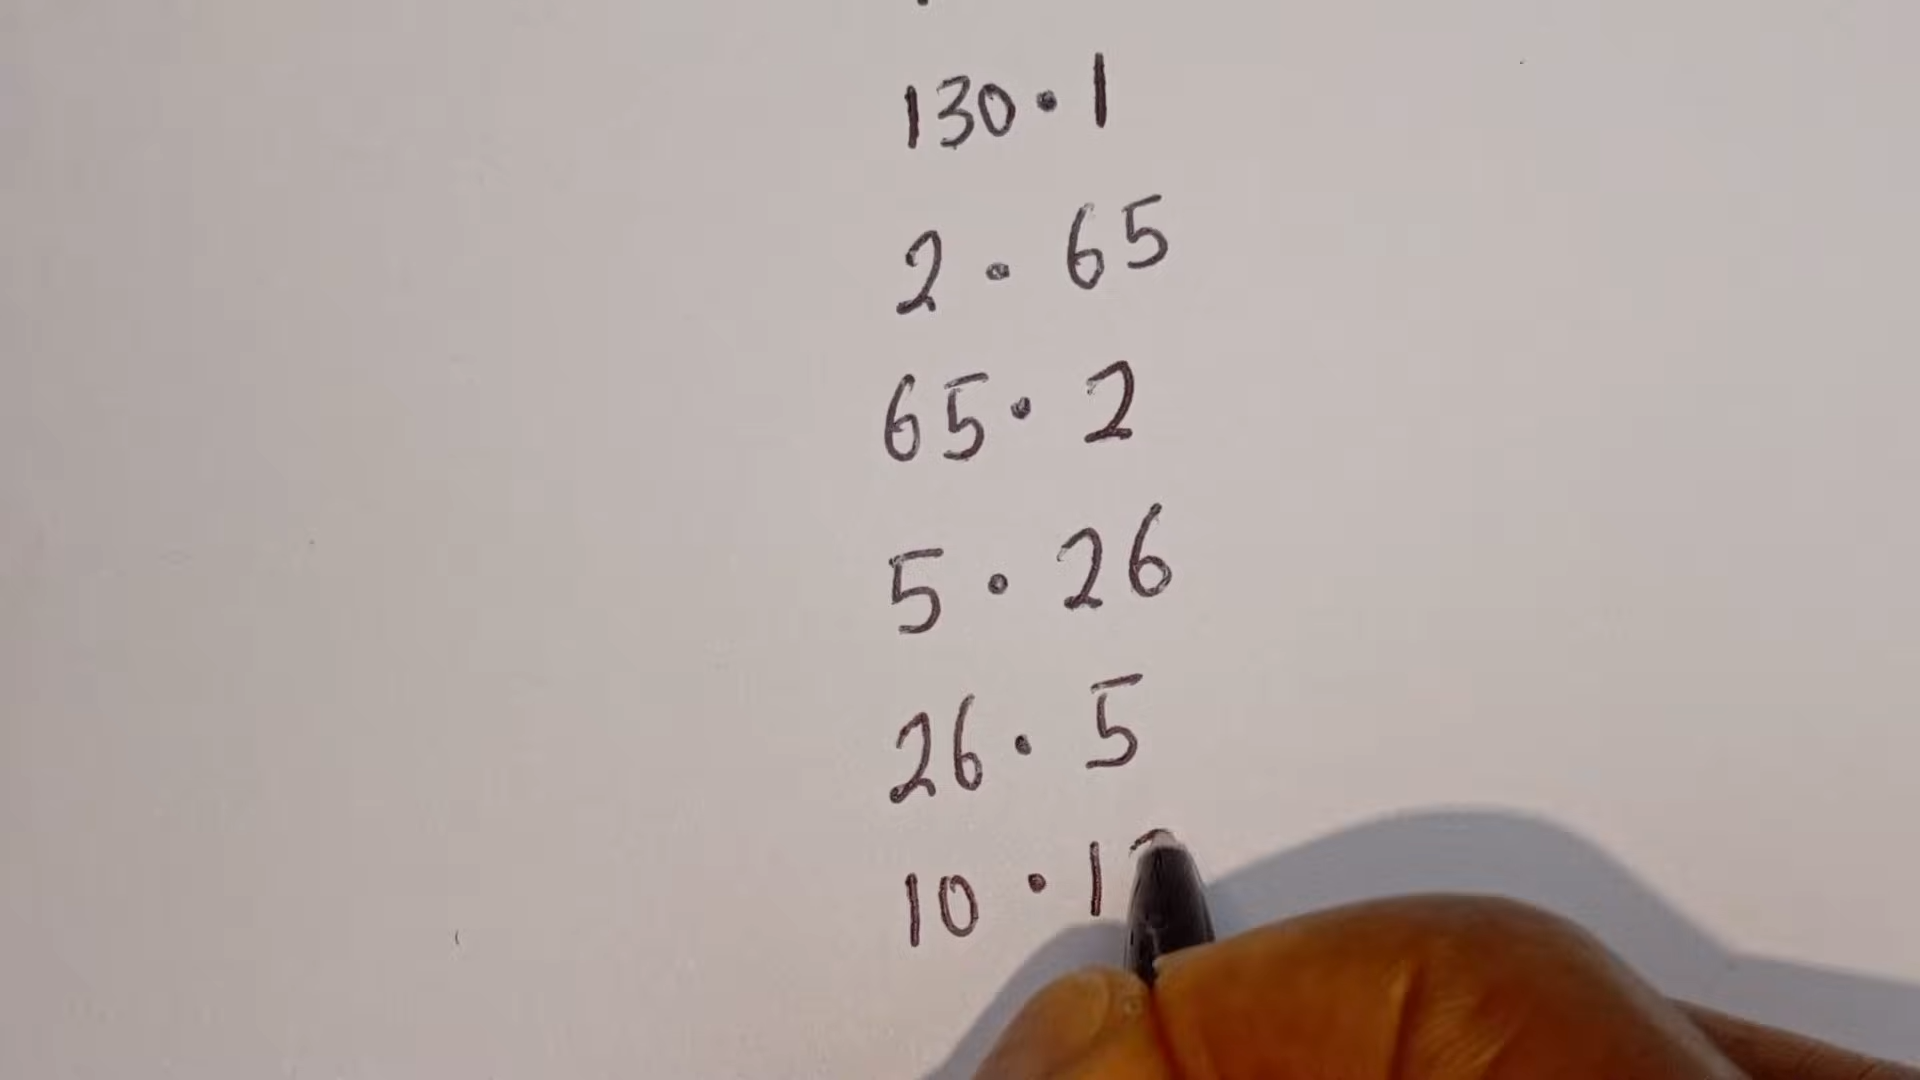 130 · 1
2 · 65
65 · 2
5 · 26
26 · 5
10 · 1